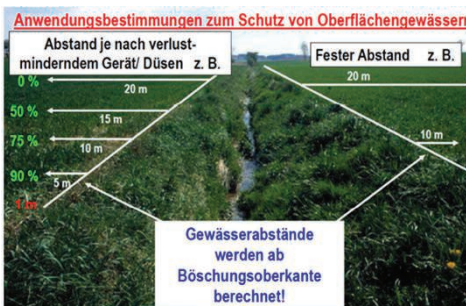 Anwendungsbestimmungen zum Schutz von Oberflächengewässen
Abstand je nach verlust-
minderndem Gerät/ Düsen z. B.
Fester Abstand z. B.
0 %
20 m
20 m
50 %
15 m
75 %
10 m
10 m
90 %
5 m
1 m
Gewässerabstände
werden ab
Böschungsoberkante
berechnet!